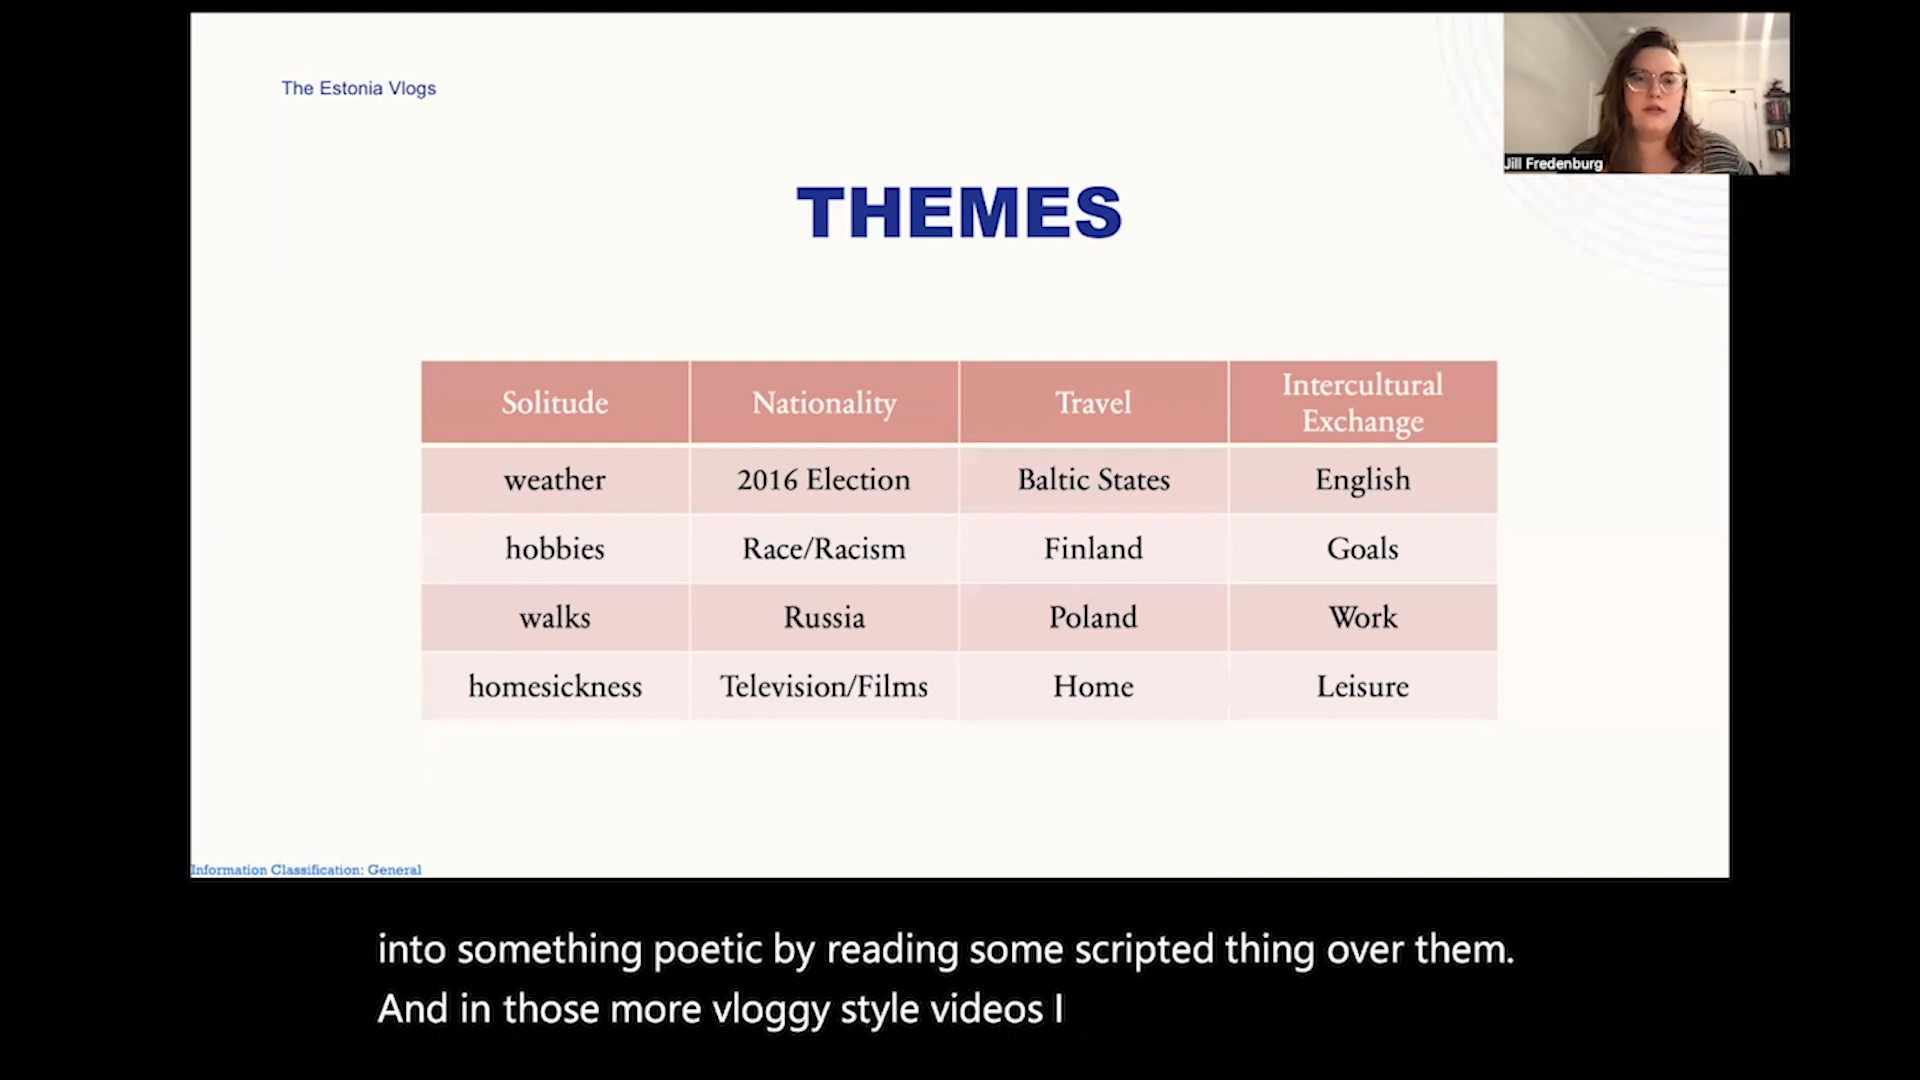 The Estonia Vlogs
Jill Fredenburg
THEMES
Solitude Nationality Travel Intercultural Exchange
weather 2016 Election Baltic States English
hobbies Race/Racism Finland Goals
walks Russia Poland Work
homesickness Television/Films Home Leisure
Information Classification: General
into something poetic by reading some scripted thing over them.
And in those more vloggy style videos I